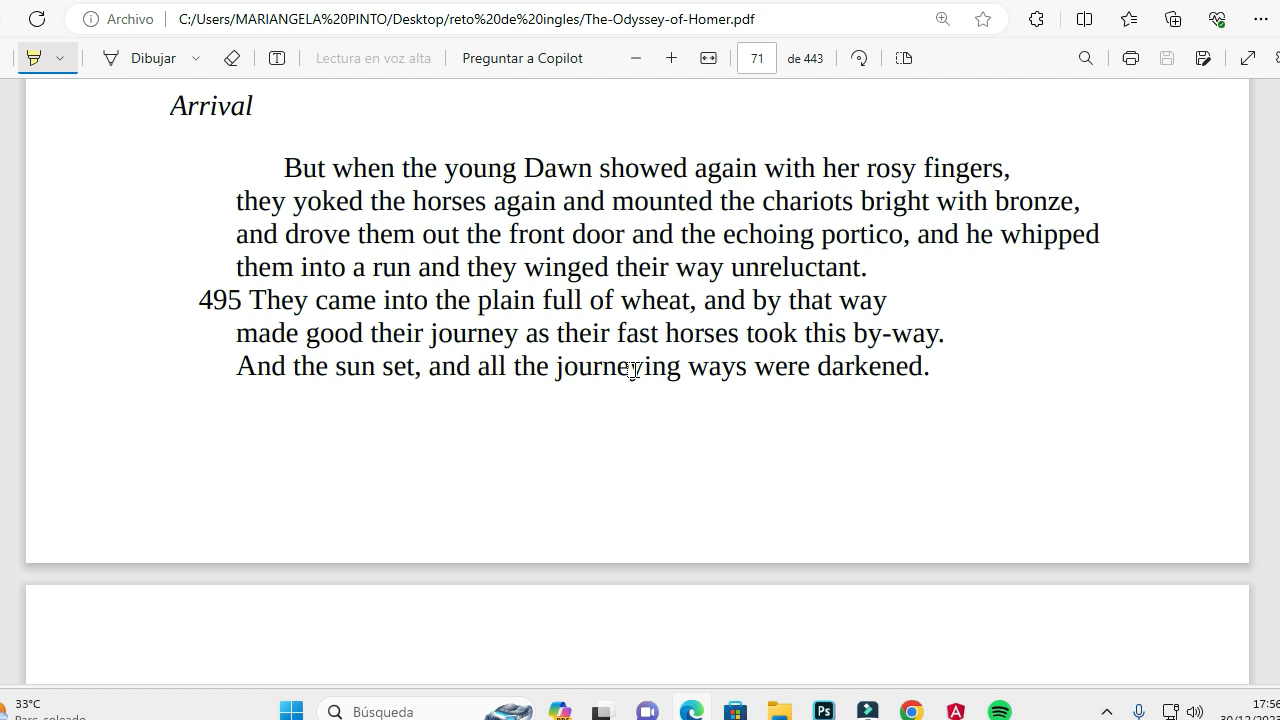 Archivo C:/Users/MARIANGELA%20PINTO/Desktop/reto%20de%20ingles/The-Odyssey-of-Homer.pdf
Dibujar Lectura en voz alta Preguntar a Copilot 71 de 443
Arrival
But when the young Dawn showed again with her rosy fingers,
they yoked the horses again and mounted the chariots bright with bronze,
and drove them out the front door and the echoing portico, and he whipped
them into a run and they winged their way unreluctant.
495 They came into the plain full of wheat, and by that way
made good their journey as their fast horses took this by-way.
And the sun set, and all the journeying ways were darkened.
33°C
Búsqueda
Ps
17:56